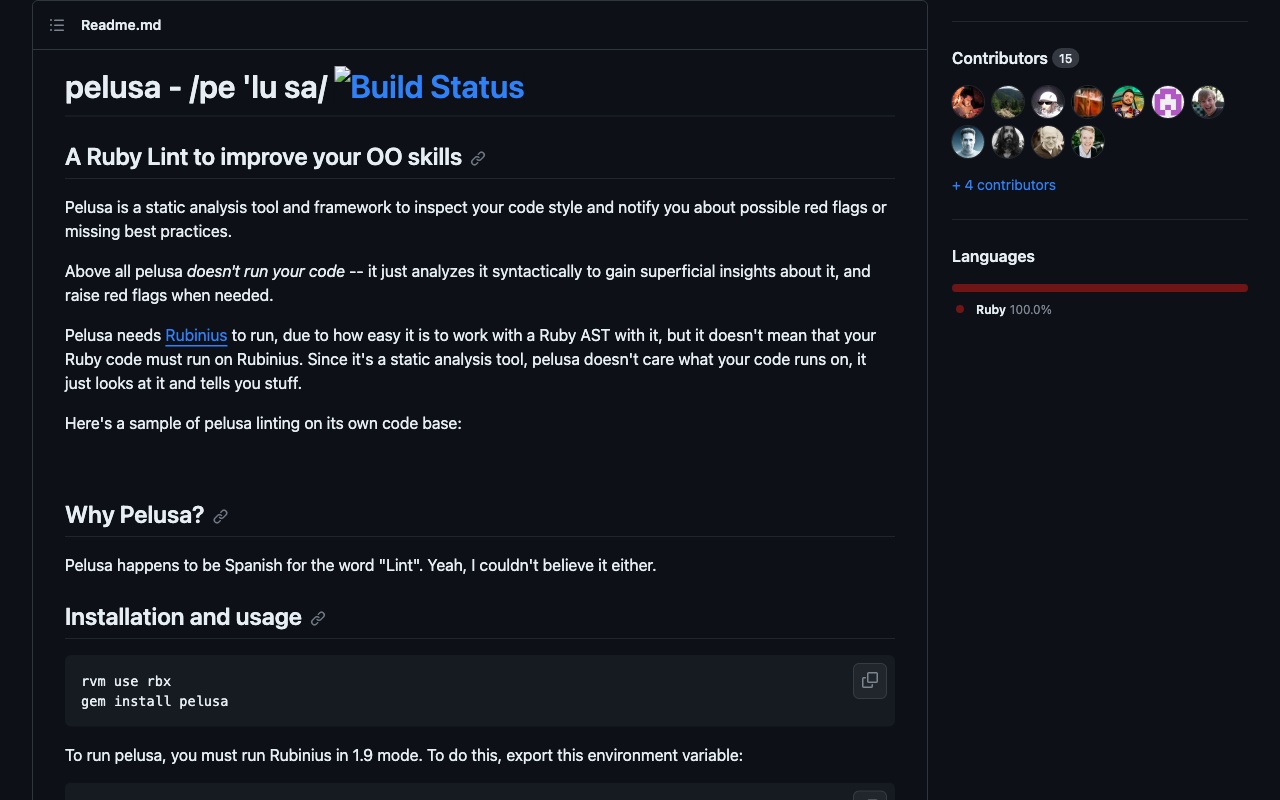 Readme.md
pelusa - /pe 'lu sa/ Build Status
A Ruby Lint to improve your OO skills
Pelusa is a static analysis tool and framework to inspect your code style and notify you about possible red flags or
missing best practices.
Above all pelusa doesn't run your code -- it just analyzes it syntactically to gain superficial insights about it, and
raise red flags when needed.
Pelusa needs Rubinius to run, due to how easy it is to work with a Ruby AST with it, but it doesn't mean that your
Ruby code must run on Rubinius. Since it's a static analysis tool, pelusa doesn't care what your code runs on, it
just looks at it and tells you stuff.
Here's a sample of pelusa linting on its own code base:
Why Pelusa?
Pelusa happens to be Spanish for the word "Lint". Yeah, I couldn't believe it either.
Installation and usage
rvm use rbx
gem install pelusa
To run pelusa, you must run Rubinius in 1.9 mode. To do this, export this environment variable:
Contributors 15
+ 4 contributors
Languages
Ruby 100.0%